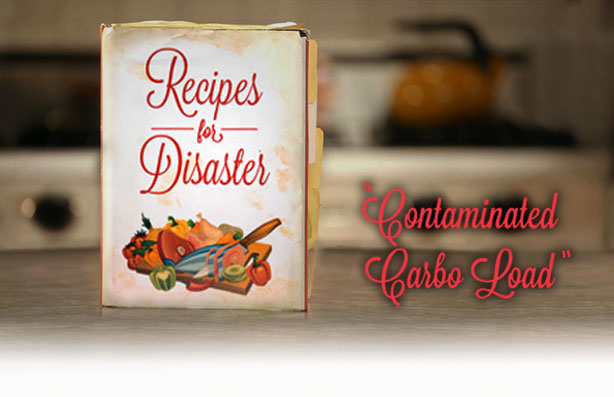 Recipes
for
Disaster
"Contaminated
Carbo Load"